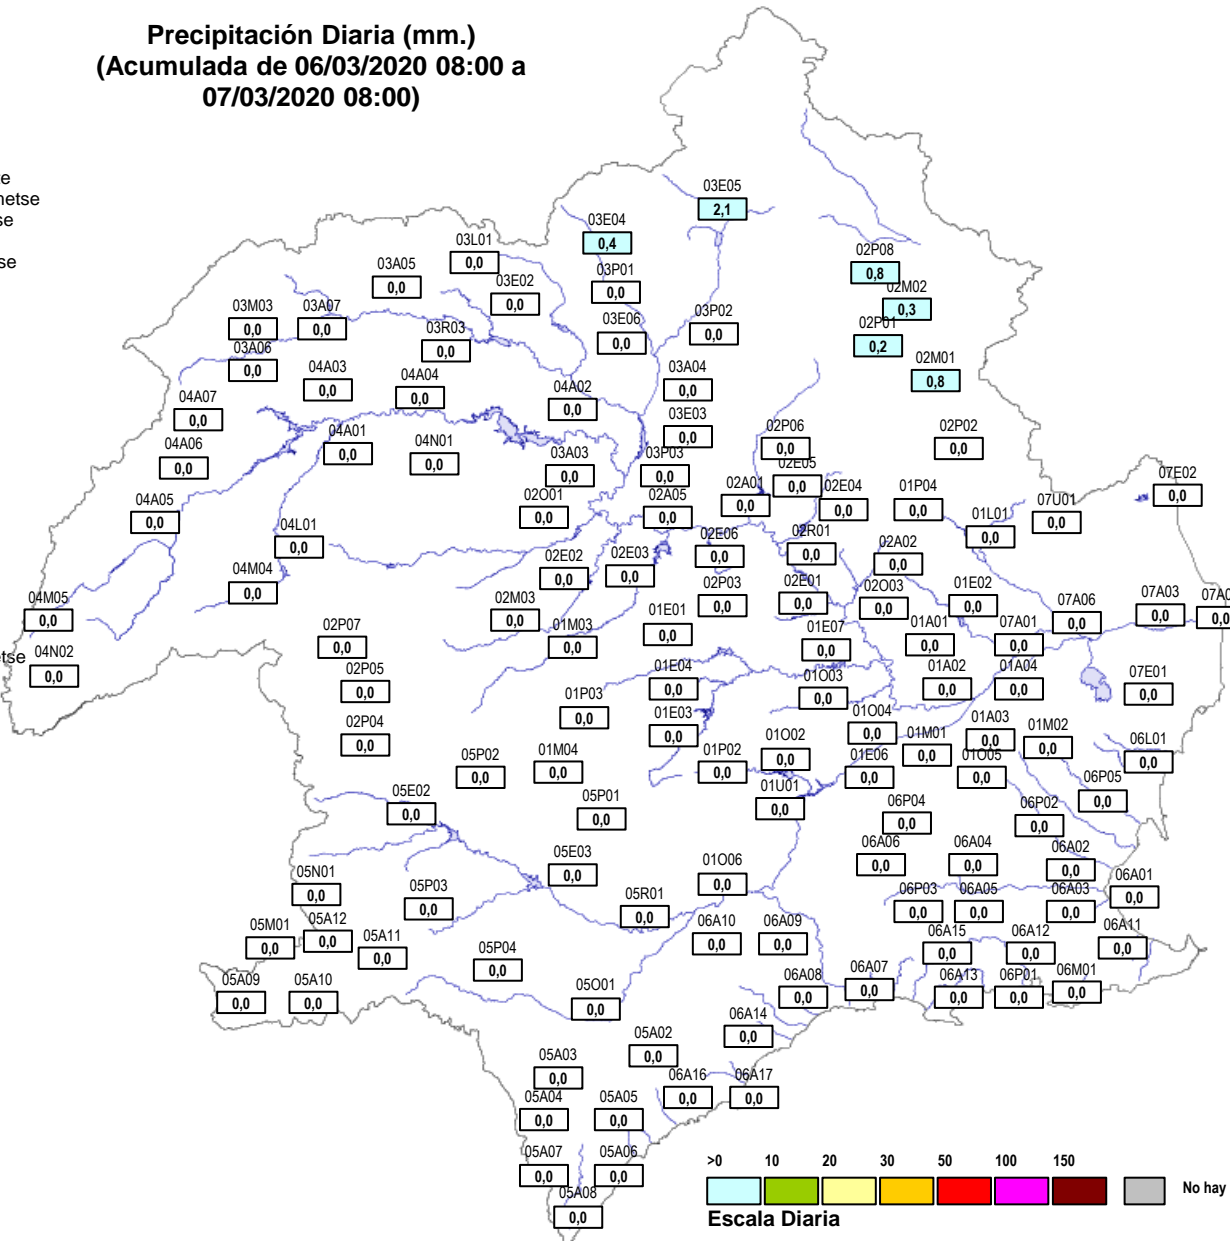 Precipitación Diaria (mm.)
(Acumulada de 06/03/2020 08:00 a
07/03/2020 08:00)
te
netse
se
se
etse
03E05
2,1
03E04
0,4
03L01
0,0
02P08
0,8
03A05
0,0
03P01
0,0
03E02
0,0
02M02
0,3
03M03
0,0
03A07
0,0
03E06
0,0
03P02
0,0
02P01
0,2
03R03
0,0
03A06
0,0
02M01
0,8
04A03
0,0
04A04
0,0
03A04
0,0
04A02
0,0
04A07
0,0
03E03
0,0
02P06
0,0
02P02
0,0
04A01
0,0
04N01
0,0
04A06
0,0
03A03
0,0
03P03
0,0
02E05
0,0
02A01
0,0
02E04
0,0
01P04
0,0
07E02
0,0
04A05
0,0
02O01
0,0
02A05
0,0
07U01
0,0
01L01
0,0
04L01
0,0
02E06
0,0
02R01
0,0
02A02
0,0
02E02
0,0
02E03
0,0
04M04
0,0
02P03
0,0
02E01
0,0
02O03
0,0
01E02
0,0
04M05
0,0
02M03
0,0
01E01
0,0
07A06
0,0
07A03
0,0
07A0
0,0
02P07
0,0
01M03
0,0
01E07
0,0
01A01
0,0
07A01
0,0
04N02
0,0
02P05
0,0
01E04
0,0
01O03
0,0
01A02
0,0
01A04
0,0
07E01
0,0
01P03
0,0
02P04
0,0
01E03
0,0
01O04
0,0
01A03
0,0
01M02
0,0
01M01
0,0
06L01
0,0
05P02
0,0
01M04
0,0
01P02
0,0
01O02
0,0
01E06
0,0
01O05
0,0
05E02
0,0
05P01
0,0
01U01
0,0
06P04
0,0
06P02
0,0
06P05
0,0
05E03
0,0
06A06
0,0
06A04
0,0
06A02
0,0
05N01
0,0
01O06
0,0
06A01
0,0
05P03
0,0
05R01
0,0
06P03
0,0
06A05
0,0
06A03
0,0
05M01
0,0
05A12
0,0
05A11
0,0
06A10
0,0
06A09
0,0
06A15
0,0
06A12
0,0
06A11
0,0
05P04
0,0
05A09
0,0
05A10
0,0
05O01
0,0
06A08
0,0
06A07
0,0
06A13
0,0
06P01
0,0
06M01
0,0
06A14
0,0
05A02
0,0
05A03
0,0
06A16
0,0
06A17
0,0
05A04
0,0
05A05
0,0
05A07
0,0
05A06
0,0
05A08
0,0
>0 10 20 30 50 100 150
No hay
Escala Diaria